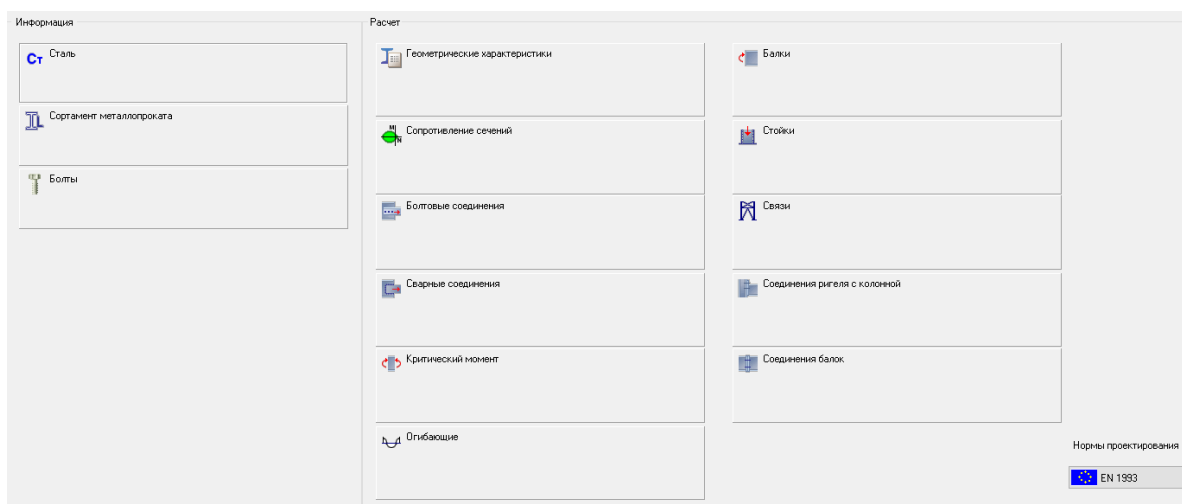 Информация
Ст Сталь
Сортамент металлопроката
Болты
Расчет
Геометрические характеристики
Сопротивление сечений
Болтовые соединения
Сварные соединения
Критический момент
Огибающие
Балки
Стойки
Связи
Соединения ригеля с колонной
Соединения балок
Нормы проектирования
EN 1993